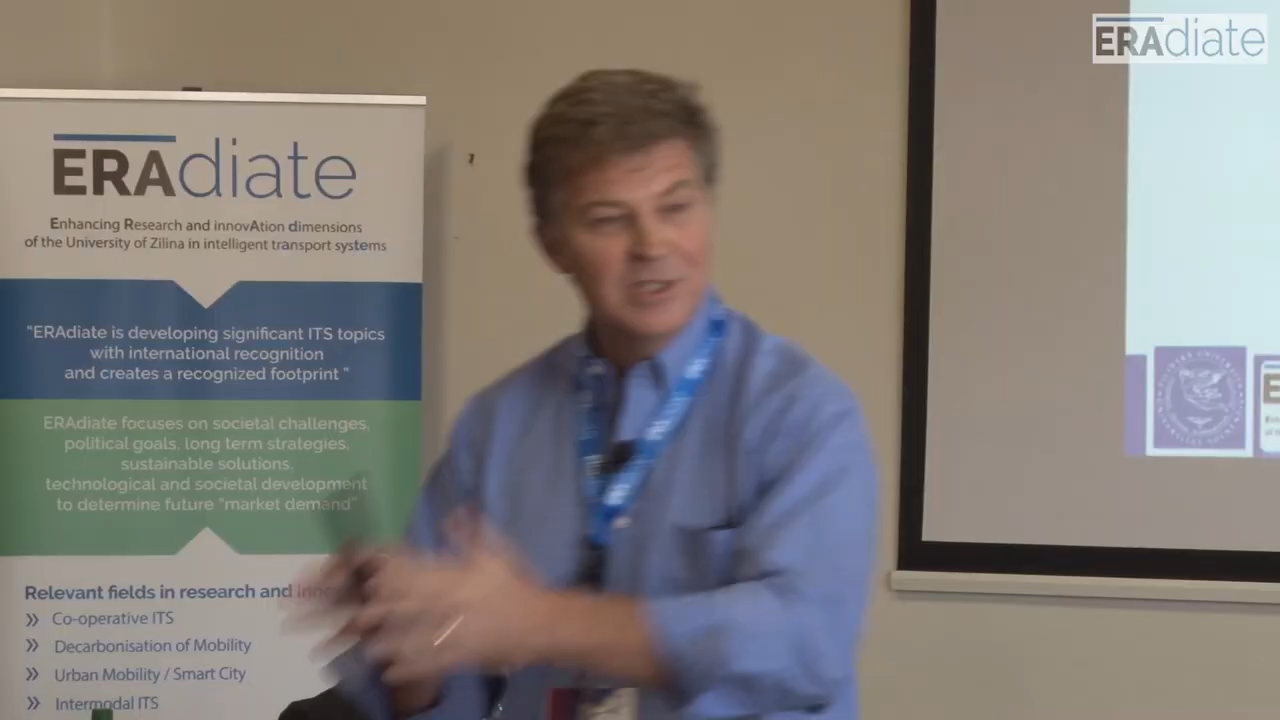 ERAdiate
ERAdiate
Enhancing Research and innovAtion dimensions
of the University of Zilina in intelligent transport systems
"ERAdiate is developing significant ITS topics
with international recognition
and creates a recognized footprint "
ERAdiate focuses on societal challenges,
political goals, long term strategies,
sustainable solutions,
technological and societal development
to determine future "market demand"
Relevant fields in research and
» Co-operative ITS
» Decarbonisation of Mobility
» Urban Mobility / Smart City
» Intermodal ITS